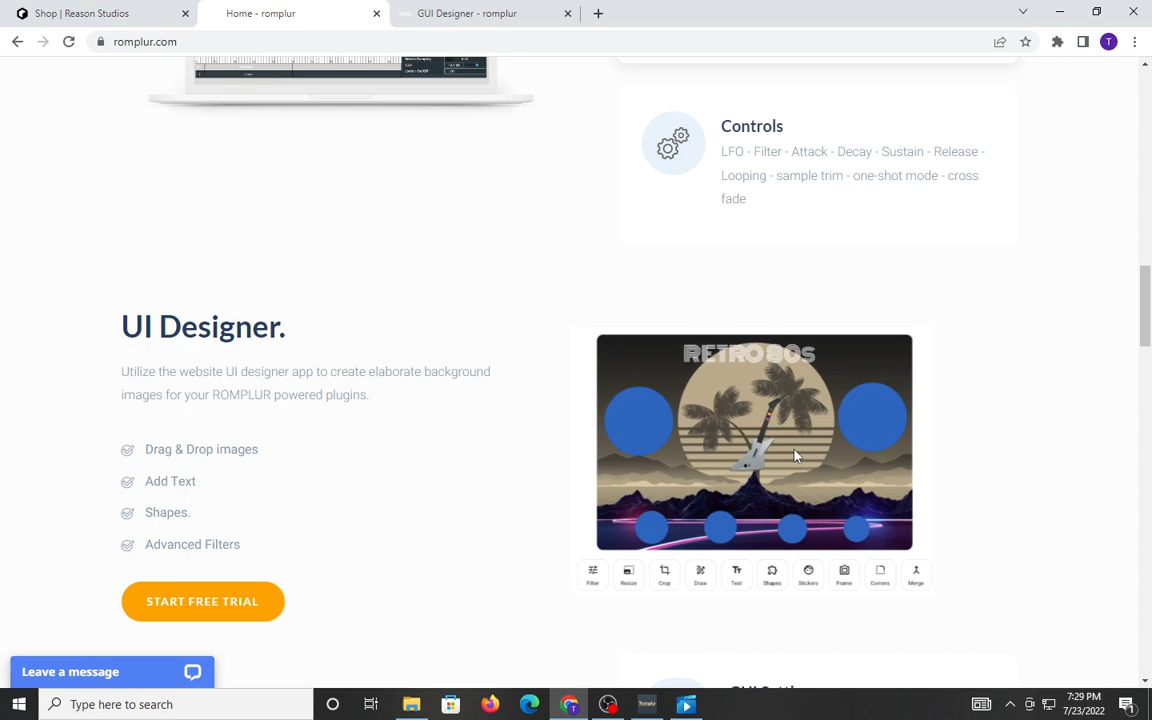 Shop | Reason Studios
Home - romplur
GUI Designer - romplur
romplur.com
T
Controls
LFO - Filter - Attack - Decay - Sustain - Release -
Looping - sample trim - one-shot mode - cross
fade
UI Designer.
Utilize the website UI designer app to create elaborate background
images for your ROMPLUR powered plugins.
Drag & Drop images
Add Text
Shapes.
Advanced Filters
START FREE TRIAL
RETRO80s
Filter
Resize
Crop
Draw
Text
Shapes
Stickers
Frame
Corners
Merge
Leave a message
Type here to search
7:29 PM
7/23/2022
1